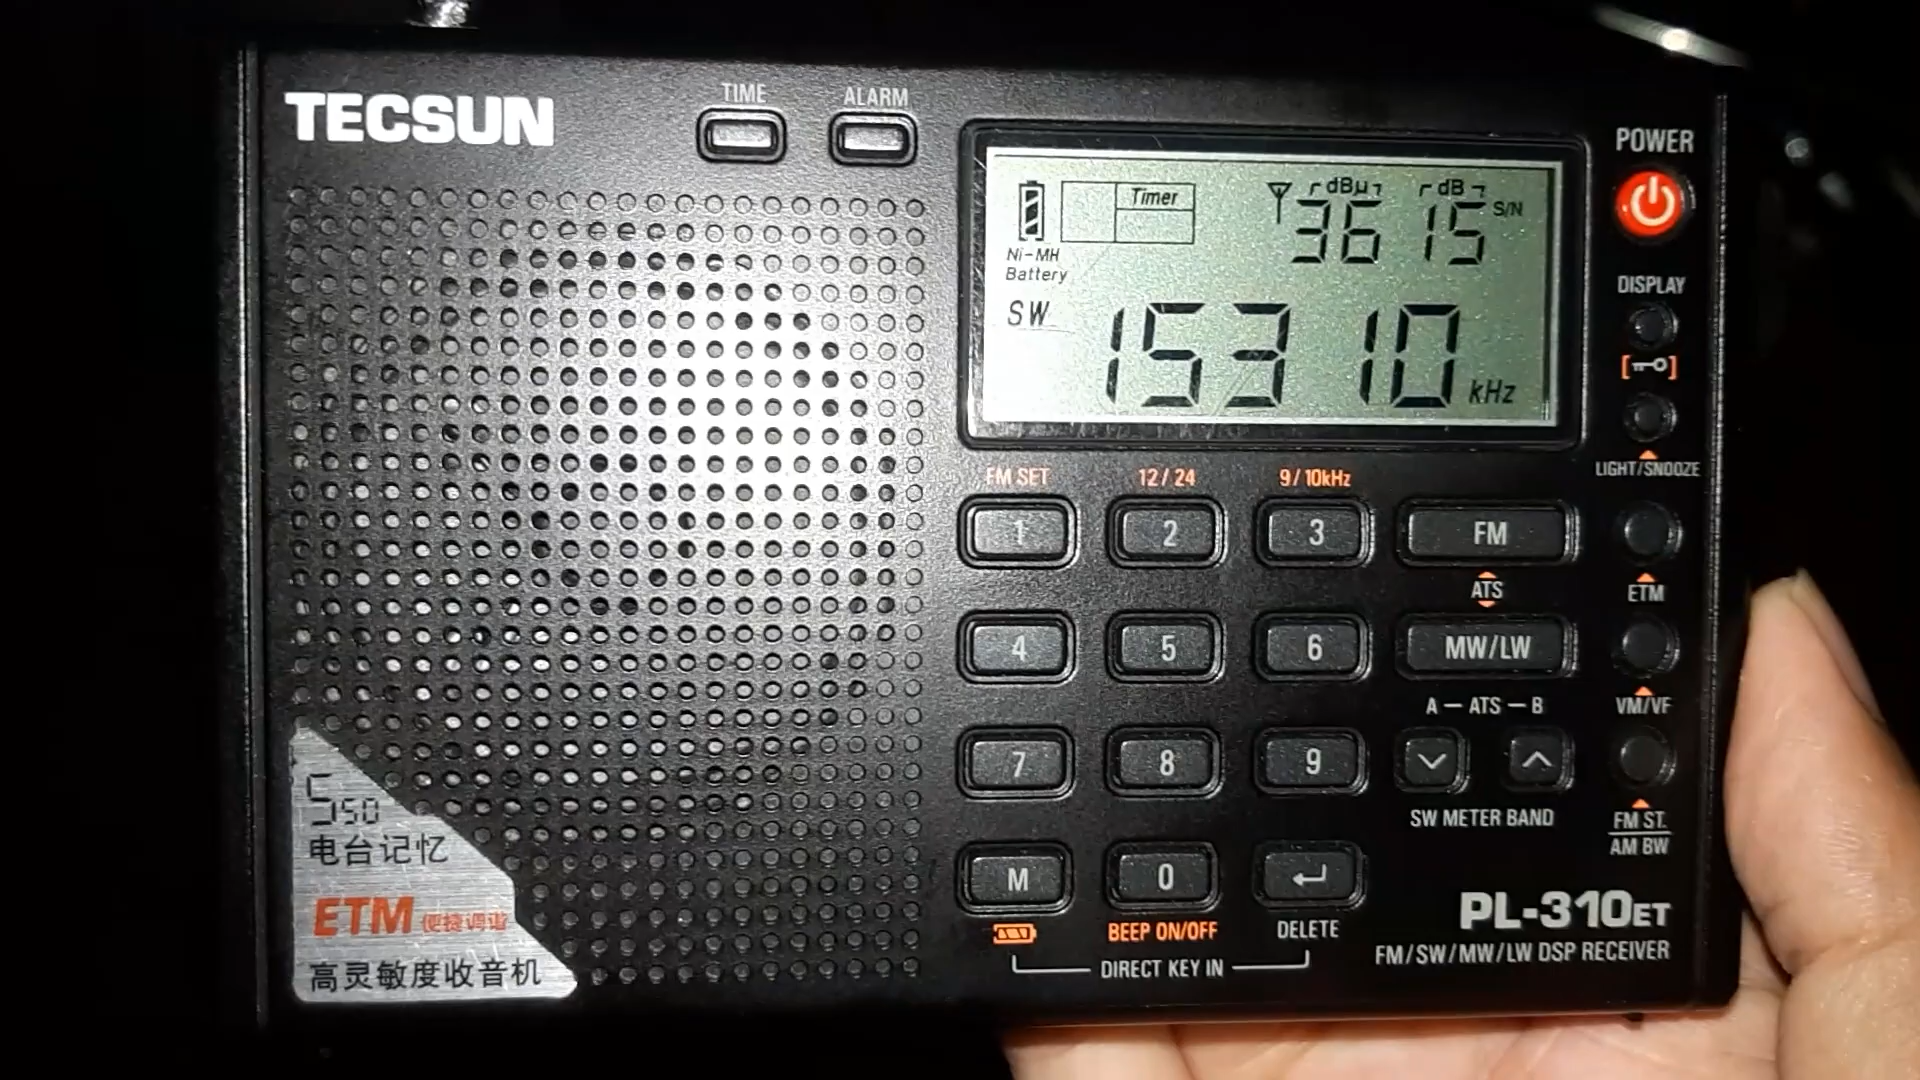 TECSUN
TIME
ALARM
POWER
Timer
dBμ
dB
36 15 S/N
Ni-MH
Battery
SW
15310 kHz
DISPLAY
LIGHT/SNOOZE
FM SET
12/24
9/10kHz
1
2
3
FM
ATS
ETM
4
5
6
MW/LW
A — ATS — B
VM/VF
7
8
9
SW METER BAND
FM ST.
AM BW
M
0
BEEP ON/OFF
DELETE
DIRECT KEY IN
PL-310ET
FM/SW/MW/LW DSP RECEIVER
550
电台记忆
ETM 便捷调谐
高灵敏度收音机